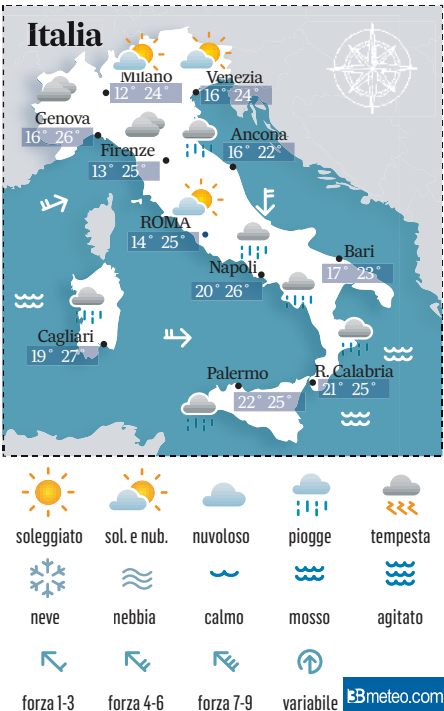 Italia
Milano
12° 24°
Venezia
16° 24°
Genova
16° 26°
Ancona
16° 22°
Firenze
13° 25°
ROMA
14° 25°
Bari
17° 23°
Napoli
20° 26°
Cagliari
19° 27°
Palermo
22° 25°
R. Calabria
21° 25°
soleggiato sol. e nub. nuvoloso piogge tempesta
neve nebbia calmo mosso agitato
forza 1-3 forza 4-6 forza 7-9 variabile
3Bmeteo.com